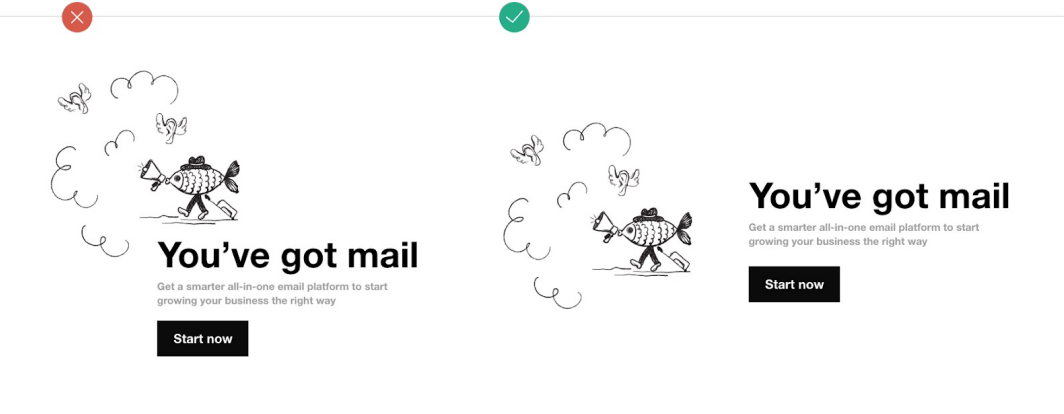 You’ve got mail
Get a smarter all-in-one email platform to start
growing your business the right way
Start now
You’ve got mail
Get a smarter all-in-one email platform to start
growing your business the right way
Start now